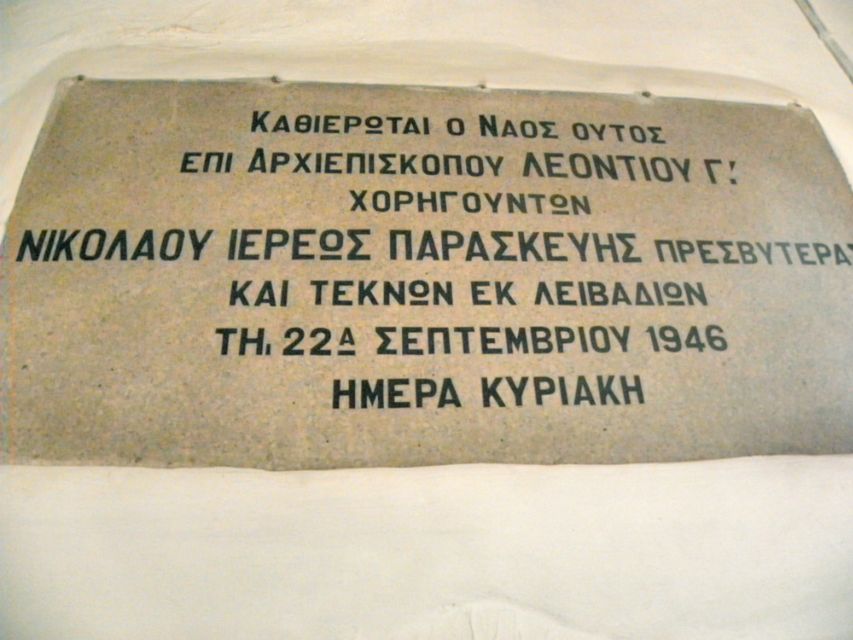 ΚΑΘΙΕΡΩΤΑΙ Ο ΝΑΟΣ ΟΥΤΟΣ
ΕΠΙ ΑΡΧΙΕΠΙΣΚΟΠΟΥ ΛΕΟΝΤΙΟΥ Γ!
ΧΟΡΗΓΟΥΝΤΩΝ
ΝΙΚΟΛΑΟΥ ΙΕΡΕΩΣ ΠΑΡΑΣΚΕΥΗΣ ΠΡΕΣΒΥΤΕΡΑΣ
ΚΑΙ ΤΕΚΝΩΝ ΕΚ ΛΕΙΒΑΔΙΩΝ
ΤΗΙ 22Α ΣΕΠΤΕΜΒΡΙΟΥ 1946
ΗΜΕΡΑ ΚΥΡΙΑΚΗ